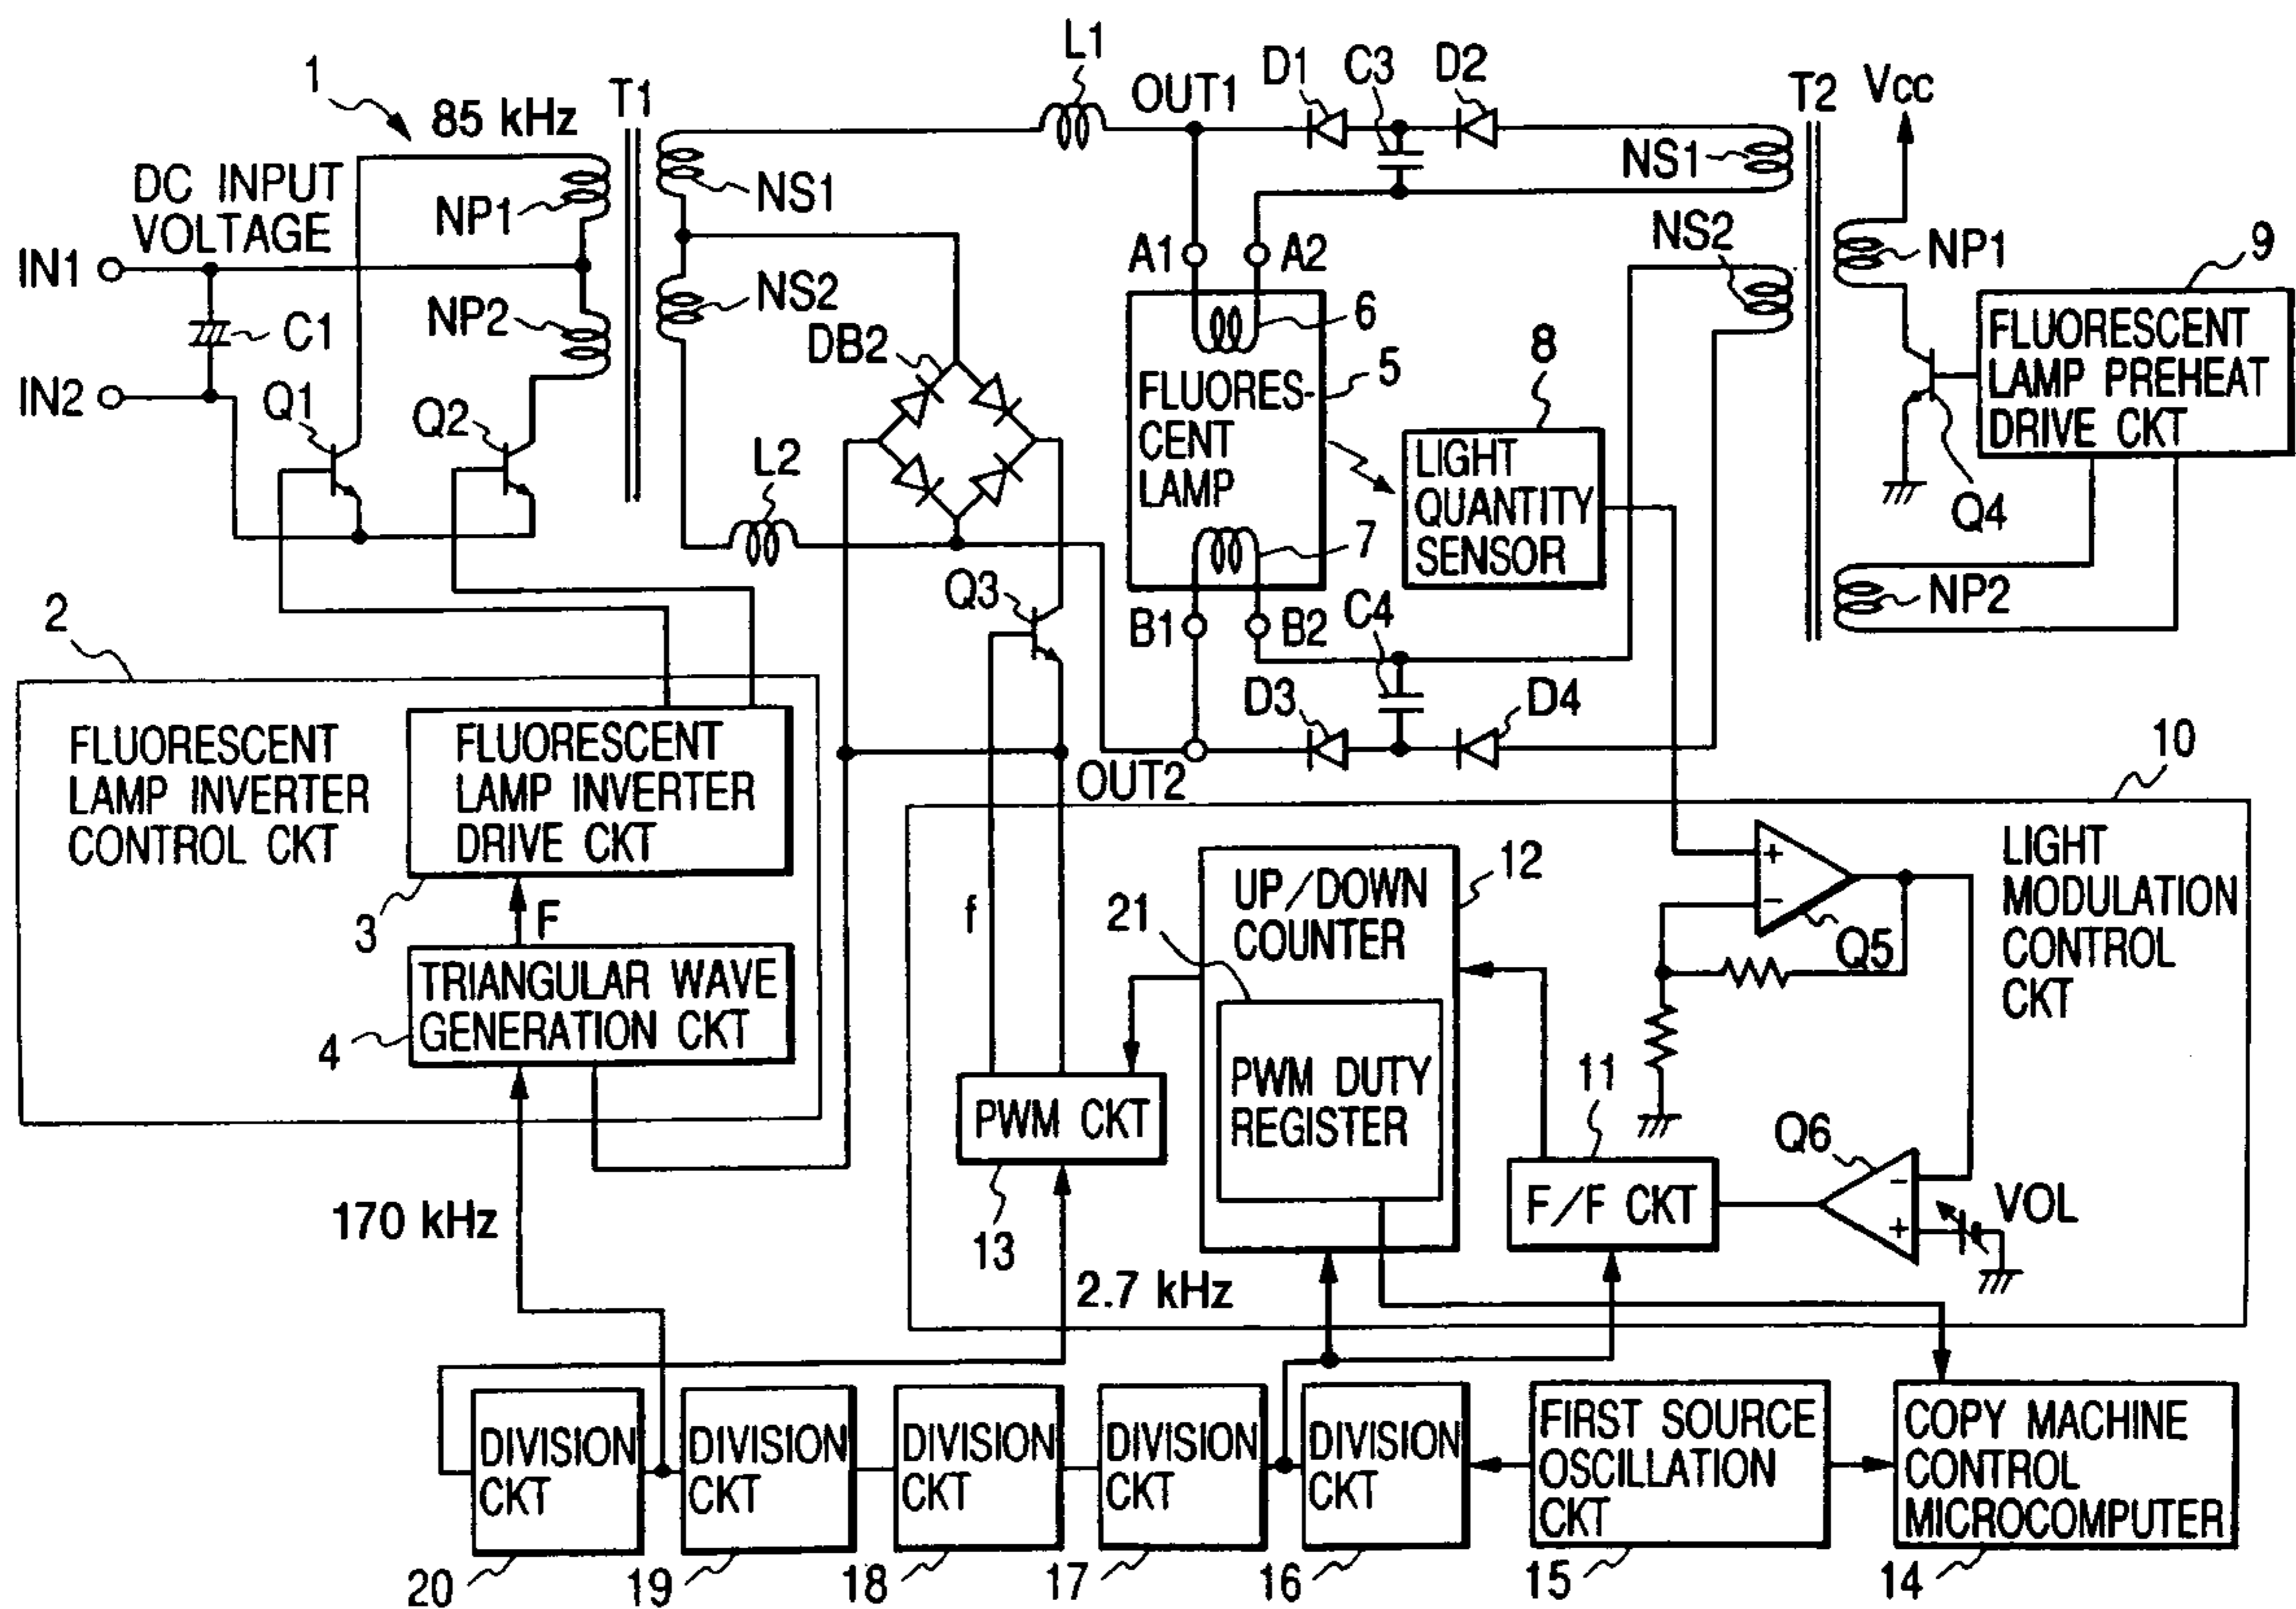 1
85 kHz
T1
L1
OUT1
D1
C3
D2
T2
Vcc
DC INPUT
VOLTAGE
NP1
NS1
NS1
NS2
NP1
9
IN1
A1
A2
NP2
NS2
C1
DB2
6
8
FLUORESCENT
LAMP PREHEAT
DRIVE CKT
IN2
Q1
Q2
FLUORES-
CENT
LAMP
5
LIGHT
QUANTITY
SENSOR
L2
Q4
7
Q3
B1
B2
C4
NP2
2
D3
D4
OUT2
10
FLUORESCENT
LAMP INVERTER
CONTROL CKT
FLUORESCENT
LAMP INVERTER
DRIVE CKT
3
F
f
UP/DOWN
COUNTER
12
21
+
-
Q5
LIGHT
MODULATION
CONTROL
CKT
TRIANGULAR WAVE
GENERATION CKT
4
PWM CKT
13
PWM DUTY
REGISTER
11
F/F CKT
Q6
-
+
VOL
170 kHz
2.7 kHz
DIVISION
CKT
DIVISION
CKT
DIVISION
CKT
DIVISION
CKT
DIVISION
CKT
FIRST SOURCE
OSCILLATION
CKT
COPY MACHINE
CONTROL
MICROCOMPUTER
20
19
18
17
16
15
14